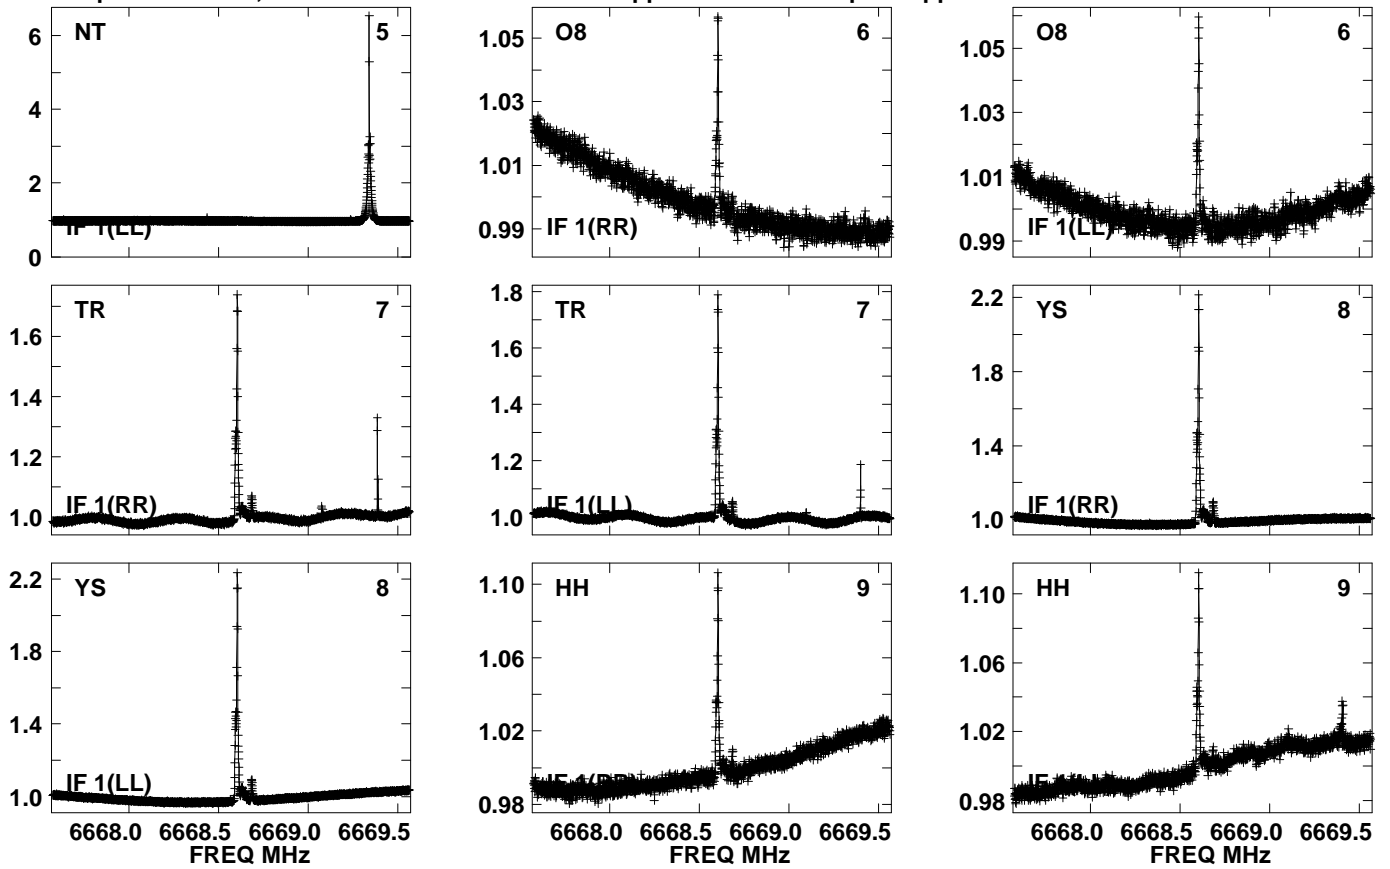 NT 5
6
4
2
0
IF 1(LL)
O8 6
1.05
1.03
1.01
0.99
IF 1(RR)
O8 6
1.05
1.03
1.01
0.99
IF 1(LL)
TR 7
1.6
1.4
1.2
1.0
IF 1(RR)
TR 7
1.8
1.6
1.4
1.2
1.0
IF 1(LL)
YS 8
2.2
1.8
1.4
1.0
IF 1(RR)
YS 8
2.2
1.8
1.4
1.0
IF 1(LL)
6668.0 6668.5 6669.0 6669.5
FREQ MHz
HH 9
1.10
1.06
1.02
0.98
IF 1(RR)
6668.0 6669.0 6669.5
FREQ MHz
HH 9
1.10
1.06
1.02
0.98
6668.0 6669.0 6669.5
FREQ MHz